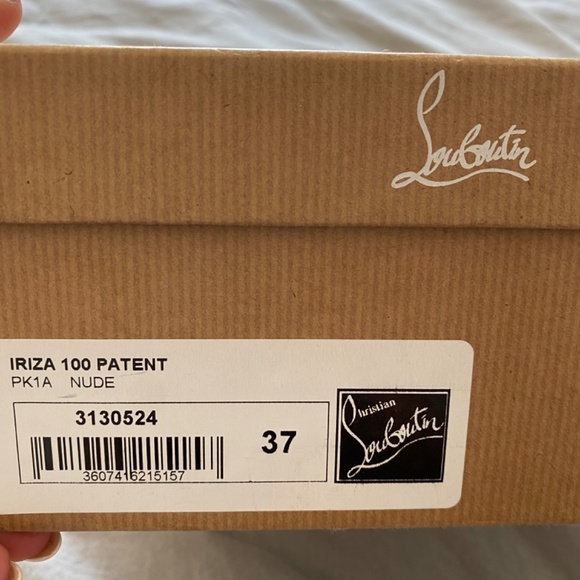 Louboutin
IRIZA 100 PATENT
PK1A NUDE
3130524
37
3607416215157
Christian
Louboutin